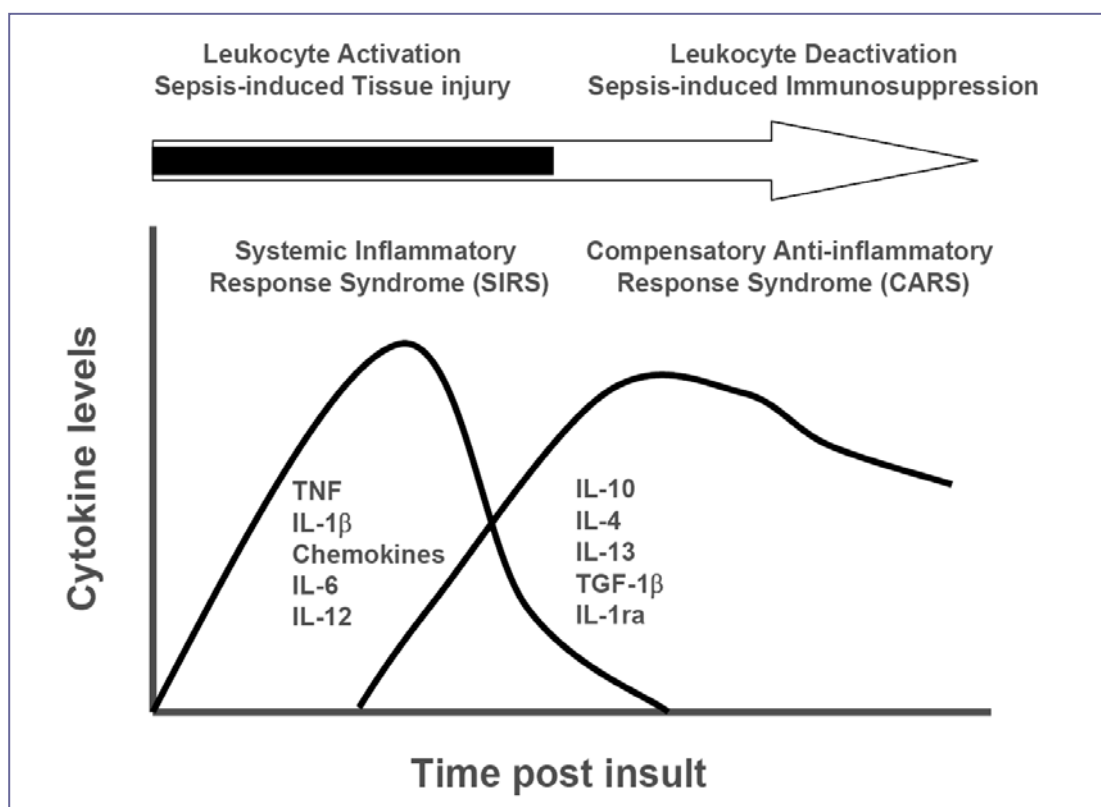 Leukocyte Activation
Sepsis-induced Tissue injury
Leukocyte Deactivation
Sepsis-induced Immunosuppression
Systemic Inflammatory
Response Syndrome (SIRS)
Compensatory Anti-inflammatory
Response Syndrome (CARS)
Cytokine levels
TNF
IL-1β
Chemokines
IL-6
IL-12
IL-10
IL-4
IL-13
TGF-1β
IL-1ra
Time post insult